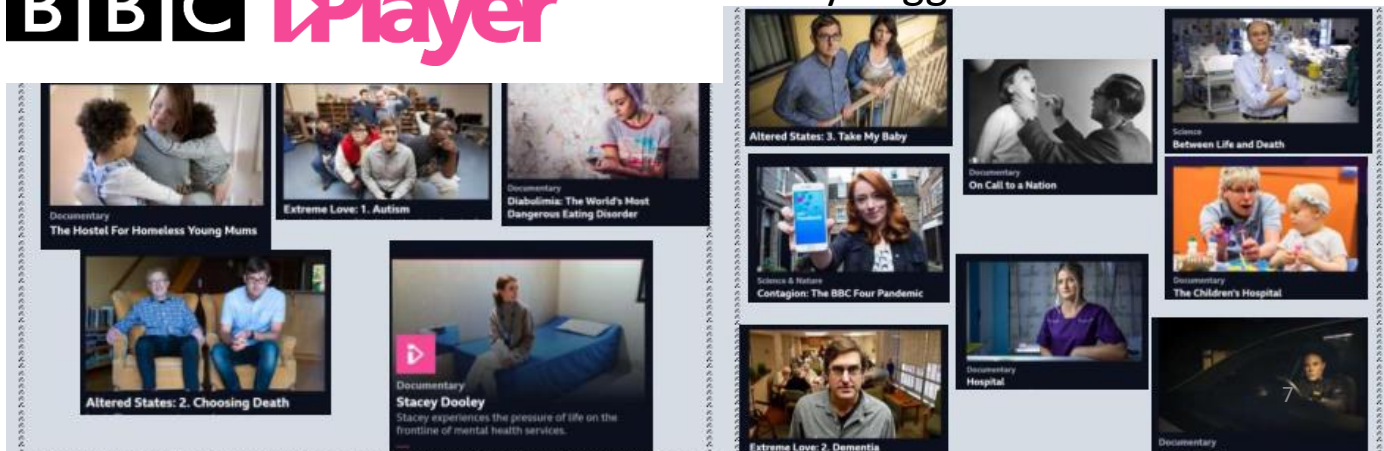 BBC iPlayer
Documentary
The Hostel For Homeless Young Mums
Extreme Love: 1. Autism
Documentary
Diabulimia: The World's Most
Dangerous Eating Disorder
Altered States: 2. Choosing Death
Documentary
Stacey Dooley
Stacey experiences the pressure of life on the
frontline of mental health services.
Altered States: 3. Take My Baby
Documentary
On Call to a Nation
Science
Between Life and Death
Science & Nature
Contagion: The BBC Four Pandemic
Documentary
The Children's Hospital
Documentary
Hospital
Extreme Love: 2. Dementia
7
Documentary